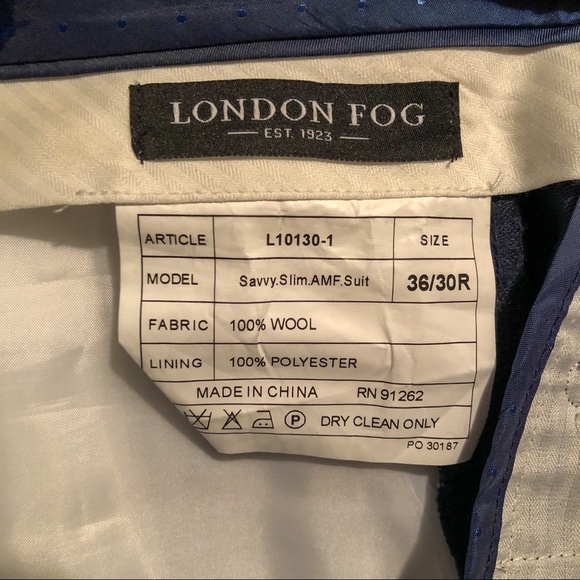 LONDON FOG
EST. 1923
ARTICLE L10130-1 SIZE
MODEL Savvy.Slim.AMF.Suit 36/30R
FABRIC 100% WOOL
LINING 100% POLYESTER
MADE IN CHINA RN 91262
P DRY CLEAN ONLY
PO 30187